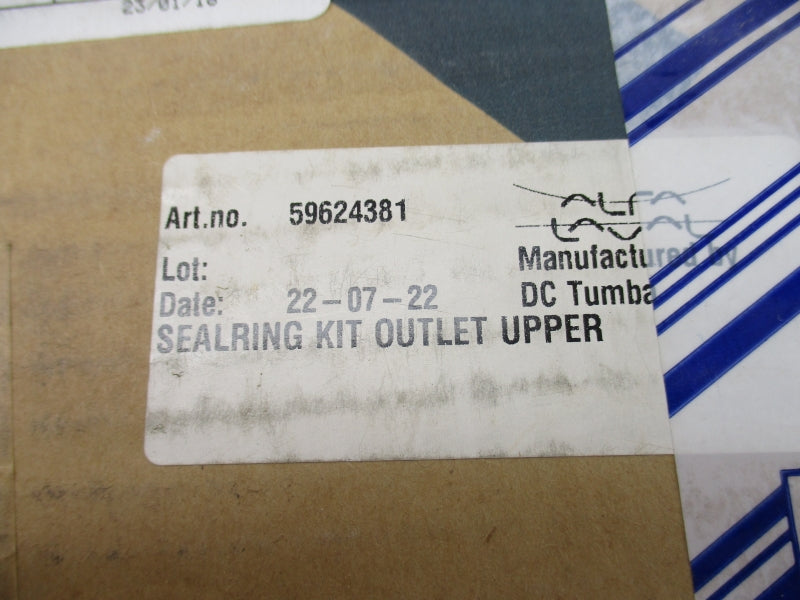 23/01/18
Art.no. 59624381
ALFA
LAVAL
Lot:
Manufactured by
Date: 22-07-22
DC Tumba
SEALRING KIT OUTLET UPPER